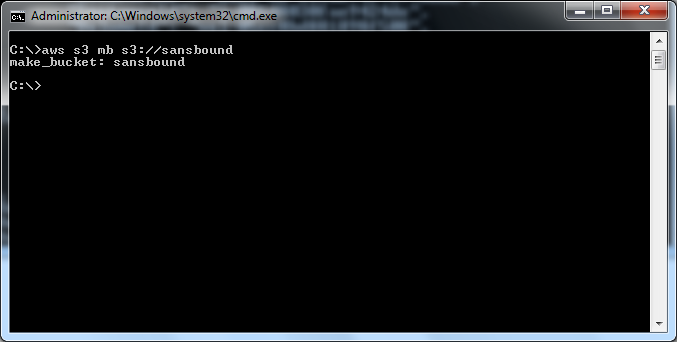 Administrator: C:\Windows\system32\cmd.exe
C:\>aws s3 mb s3://sansbound
make_bucket: sansbound
C:\>